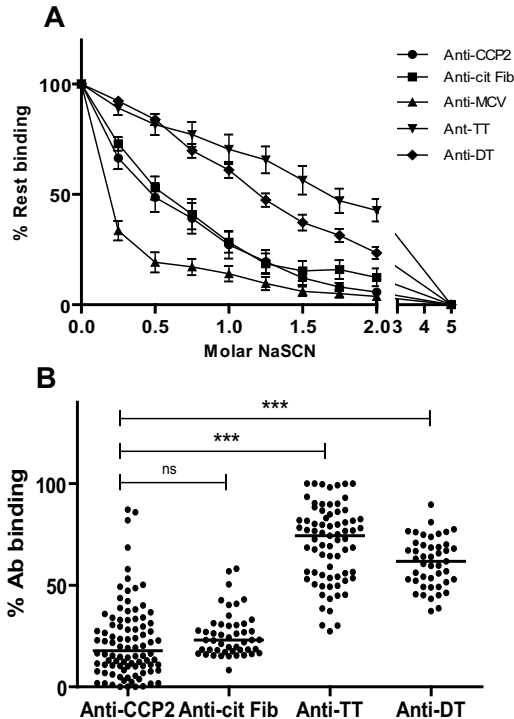 A
Anti-CCP2
Anti-cit Fib
Anti-MCV
Ant-TT
Anti-DT
100
50
0
% Rest binding
0.0 0.5 1.0 1.5 2.0 3 4 5
Molar NaSCN
B
***
***
ns
100
50
0
% Ab binding
Anti-CCP2 Anti-cit Fib Anti-TT Anti-DT